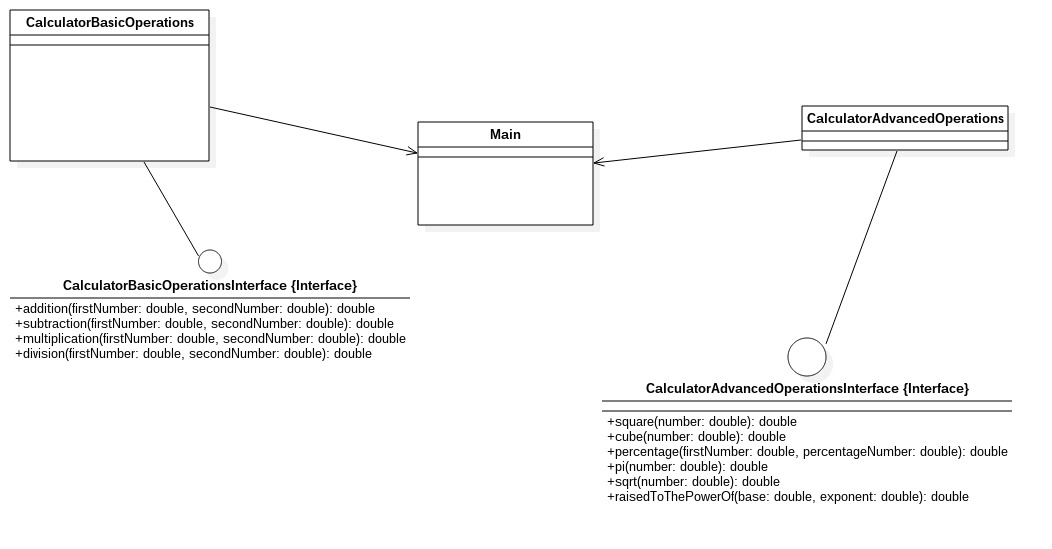 CalculatorBasicOperations
Main
CalculatorAdvancedOperations
CalculatorBasicOperationsInterface {Interface}
+addition(firstNumber: double, secondNumber: double): double
+subtraction(firstNumber: double, secondNumber: double): double
+multiplication(firstNumber: double, secondNumber: double): double
+division(firstNumber: double, secondNumber: double): double
CalculatorAdvancedOperationsInterface {Interface}
+square(number: double): double
+cube(number: double): double
+percentage(firstNumber: double, percentageNumber: double): double
+pi(number: double): double
+sqrt(number: double): double
+raisedToThePowerOf(base: double, exponent: double): double